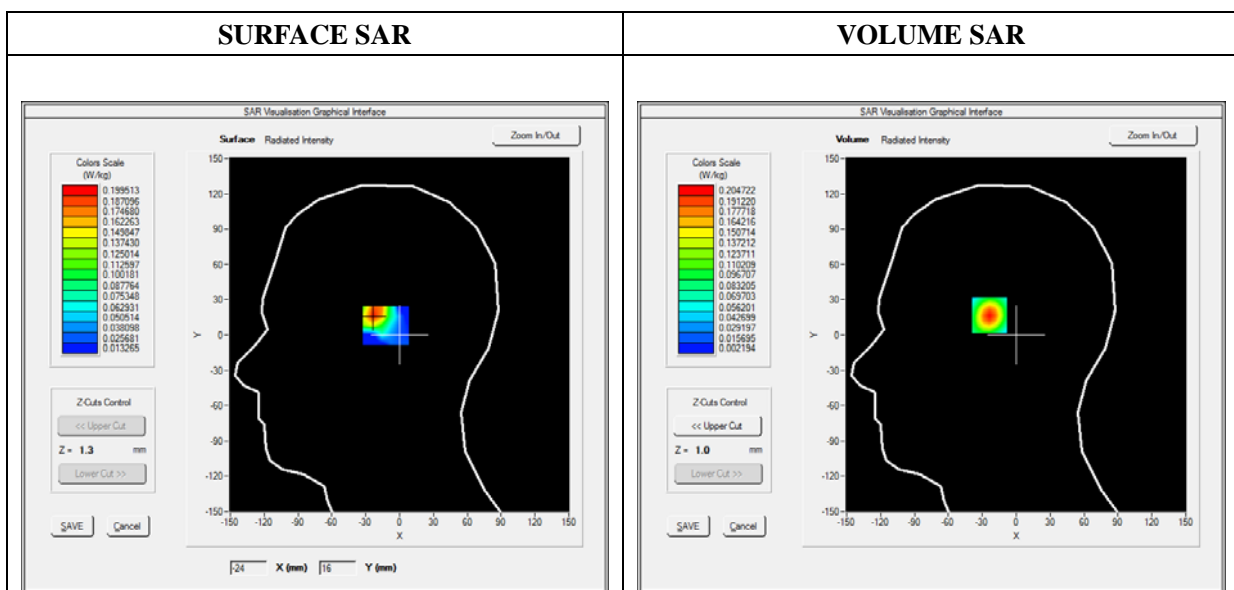 SURFACE SAR
VOLUME SAR
SAR Visualisation Graphical Interface
Surface Radiated Intensity
Zoom In/Out
Colors Scale
(W/kg)
0.199513
0.187096
0.174680
0.162263
0.149847
0.137430
0.125014
0.112597
0.100181
0.087764
0.075348
0.062931
0.050514
0.038098
0.025681
0.013265
Z-Cuts Control
<< Upper Cut
Z = 1.3 mm
Lower Cut >>
SAVE Cancel
150
120
90
60
30
0
-30
-60
-90
-120
-150
Y
-150 -120 -90 -60 -30 0 30 60 90 120 150
X
-24 X (mm) 16 Y (mm)
SAR Visualisation Graphical Interface
Volume Radiated Intensity
Zoom In/Out
Colors Scale
(W/kg)
0.204722
0.191220
0.177718
0.164216
0.150714
0.137212
0.123711
0.110209
0.096707
0.083205
0.069703
0.056201
0.042699
0.029197
0.015695
0.002194
Z-Cuts Control
<< Upper Cut
Z = 1.0 mm
Lower Cut >>
SAVE Cancel
150
120
90
60
30
0
-30
-60
-90
-120
-150
Y
-150 -120 -90 -60 -30 0 30 60 90 120 150
X